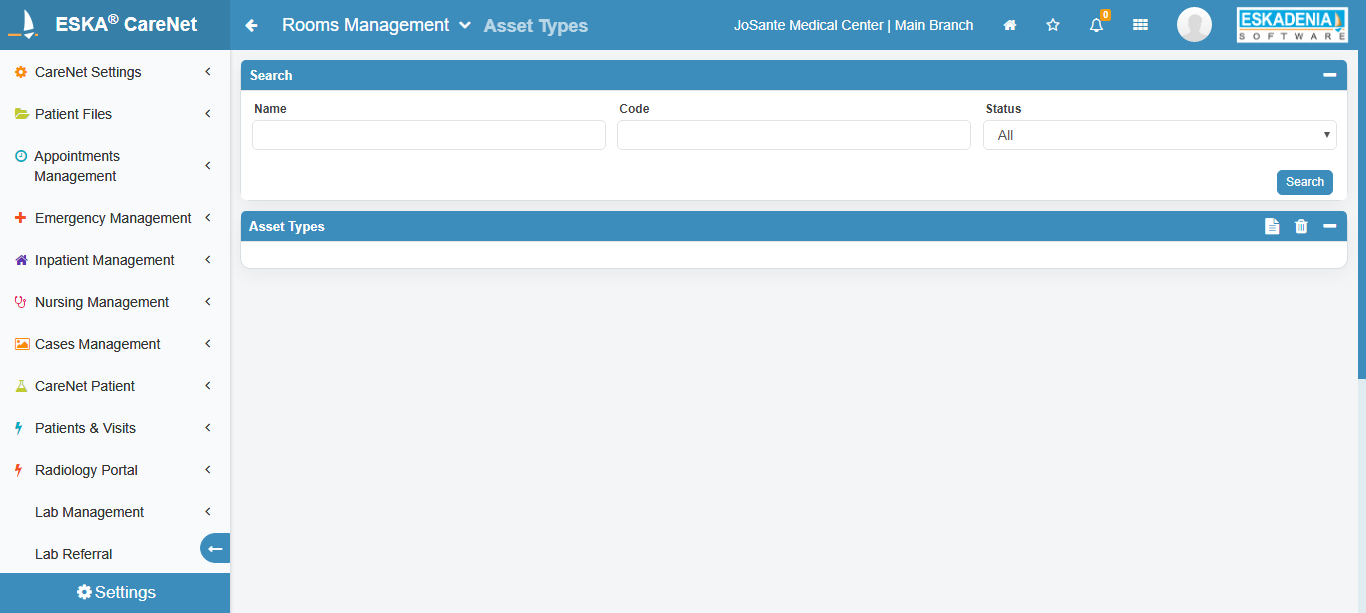 ESKA® CareNet
Rooms Management Asset Types
JoSante Medical Center | Main Branch
0
ESKADENIA
SOFTWARE
CareNet Settings
Patient Files
Appointments
Management
Emergency Management
Inpatient Management
Nursing Management
Cases Management
CareNet Patient
Patients & Visits
Radiology Portal
Lab Management
Lab Referral
Settings
Search
Name Code Status
All
Search
Asset Types